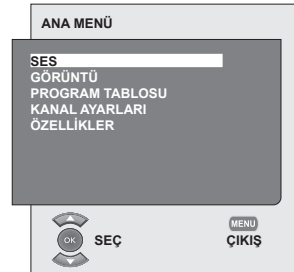 ANA MENÜ
SES
GÖRÜNTÜ
PROGRAM TABLOSU
KANAL AYARLARI
ÖZELLİKLER
OK SEÇ
MENU
ÇIKIŞ